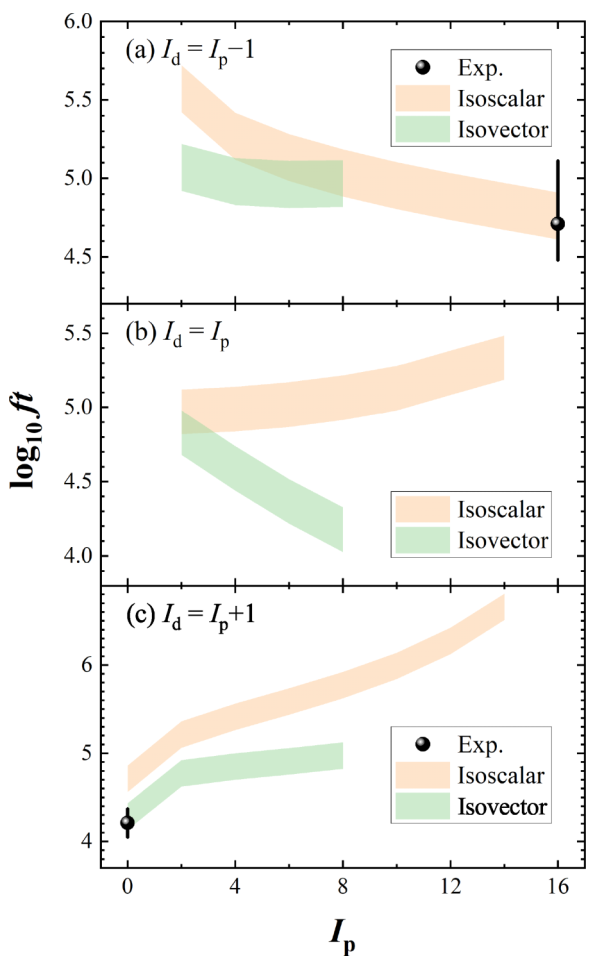 (a) I_d = I_p−1
Exp.
Isoscalar
Isovector
6.0
5.5
5.0
4.5
(b) I_d = I_p
Isoscalar
Isovector
5.5
5.0
4.5
4.0
log₁₀ ft
(c) I_d = I_p+1
Exp.
Isoscalar
Isovector
6
5
4
0 4 8 12 16
I_p